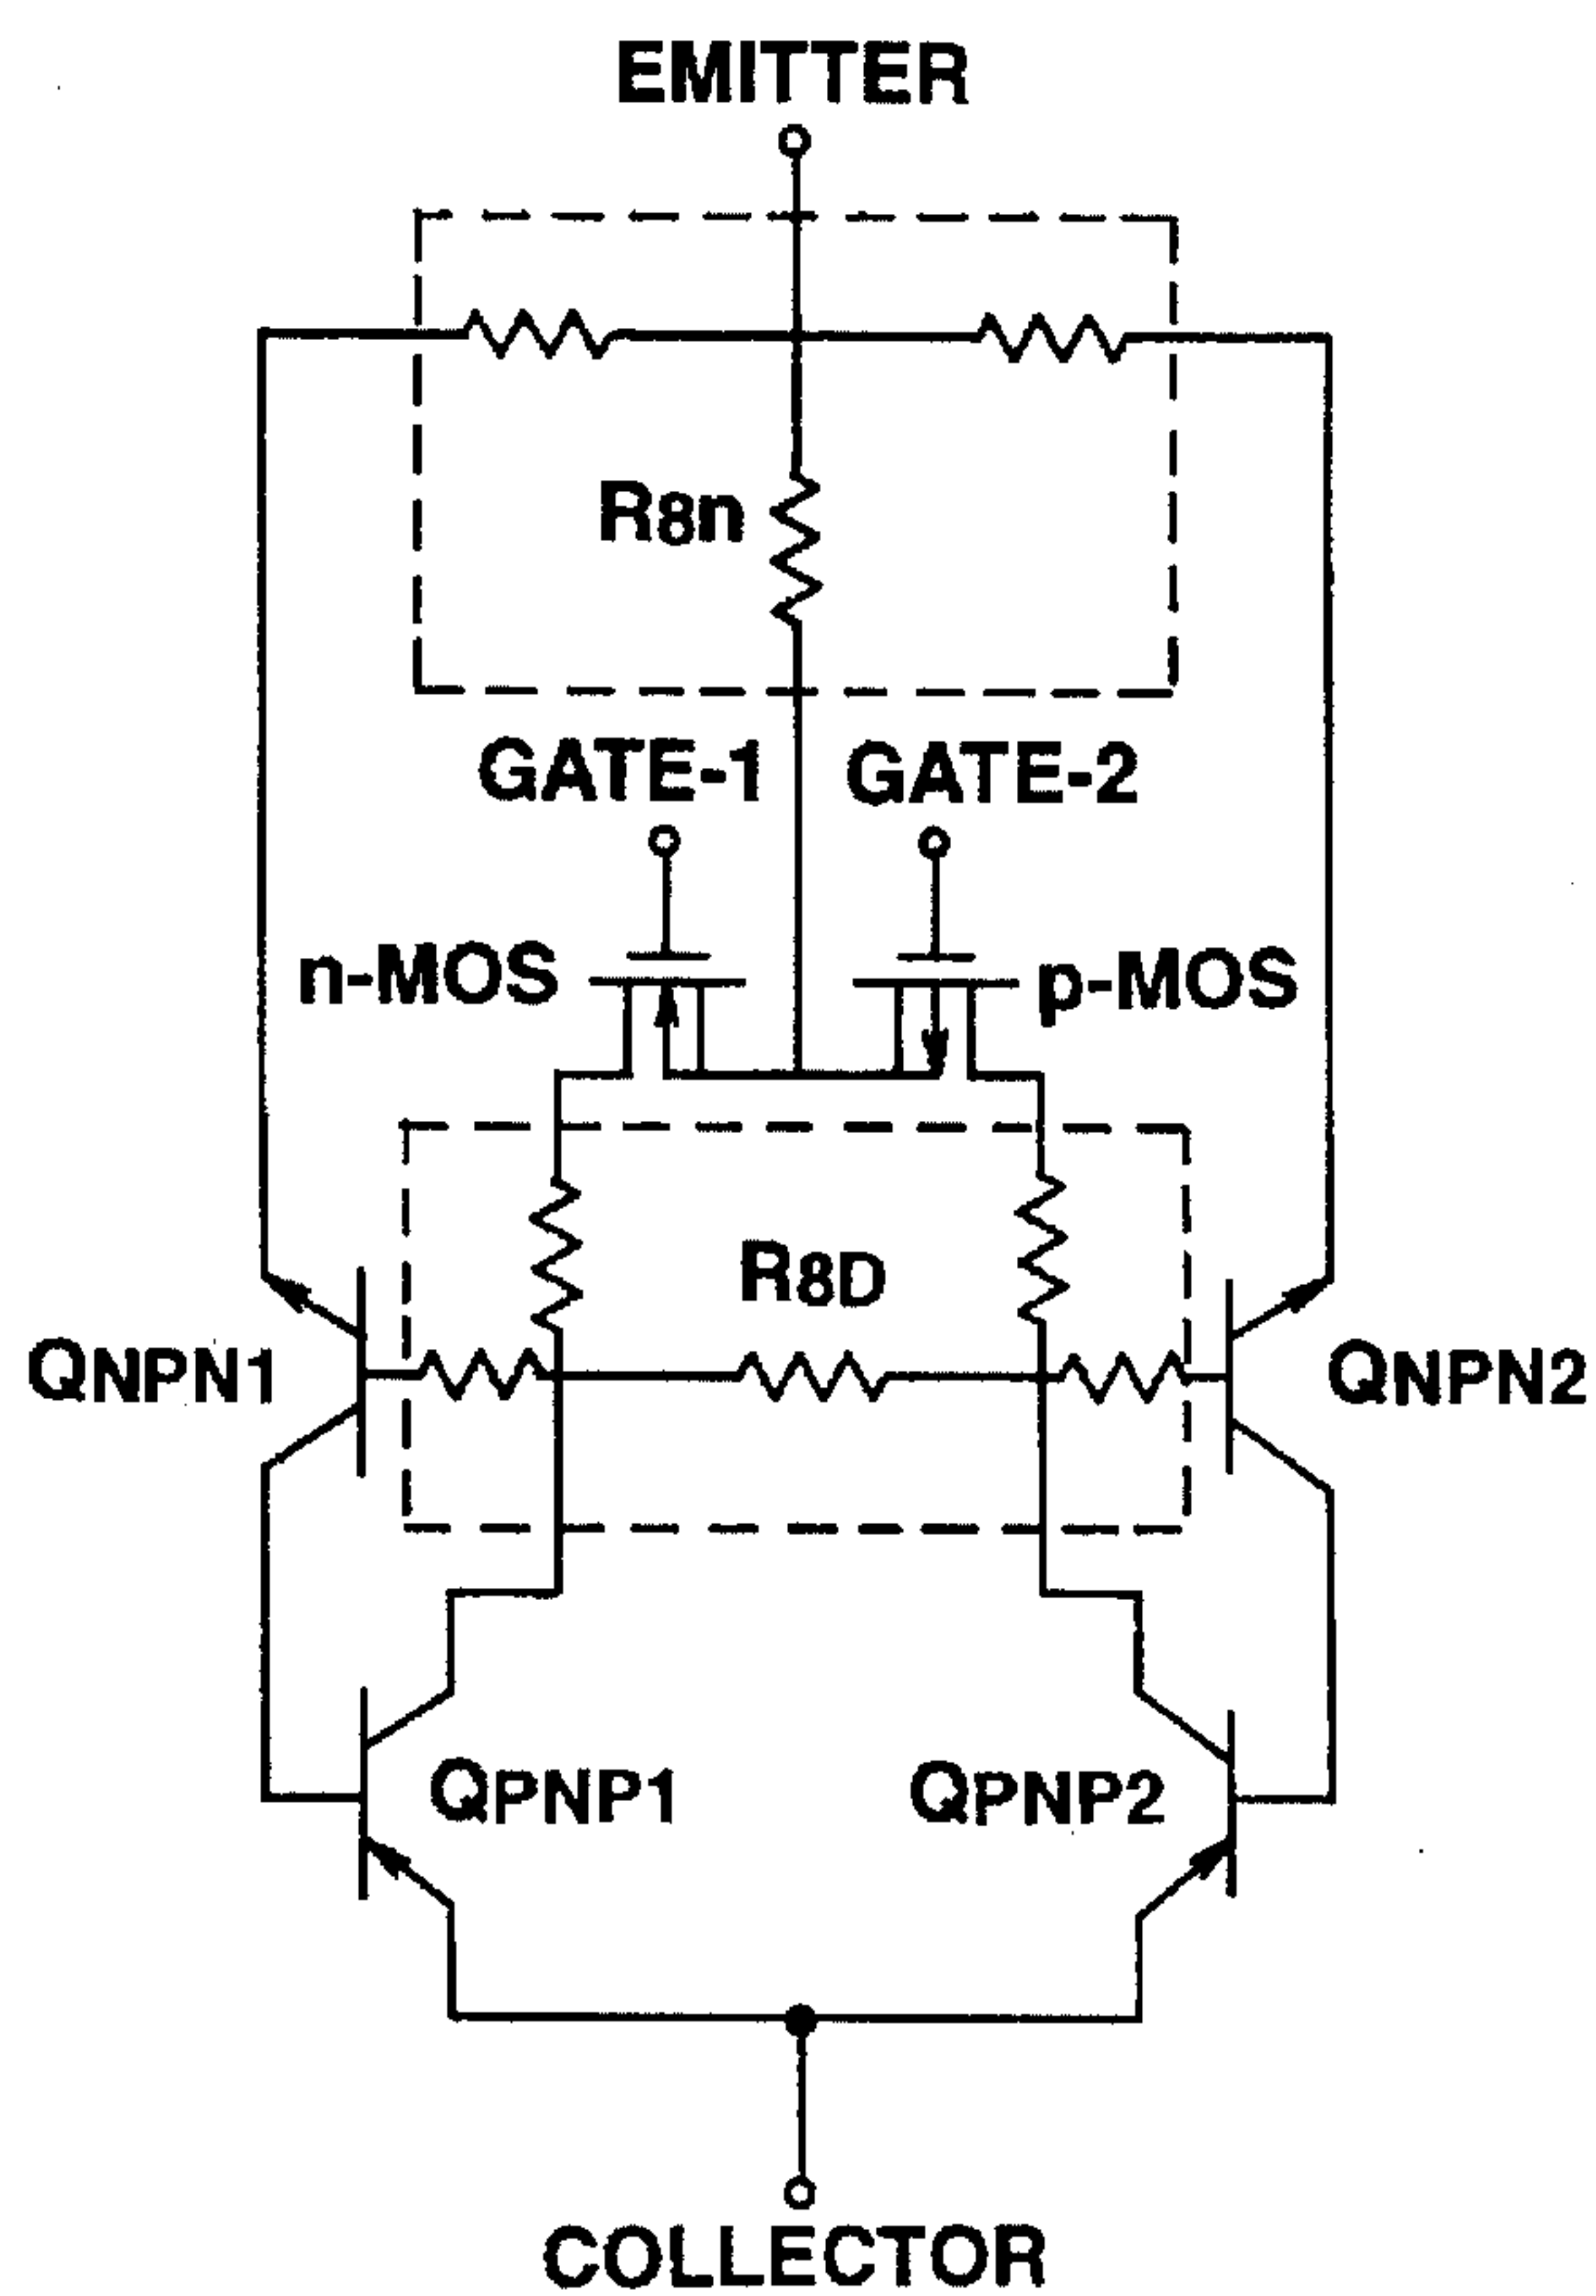 EMITTER
R8n
GATE-1 GATE-2
n-MOS p-MOS
R8D
QNPN1 QNPN2
QPNP1 QPNP2
COLLECTOR